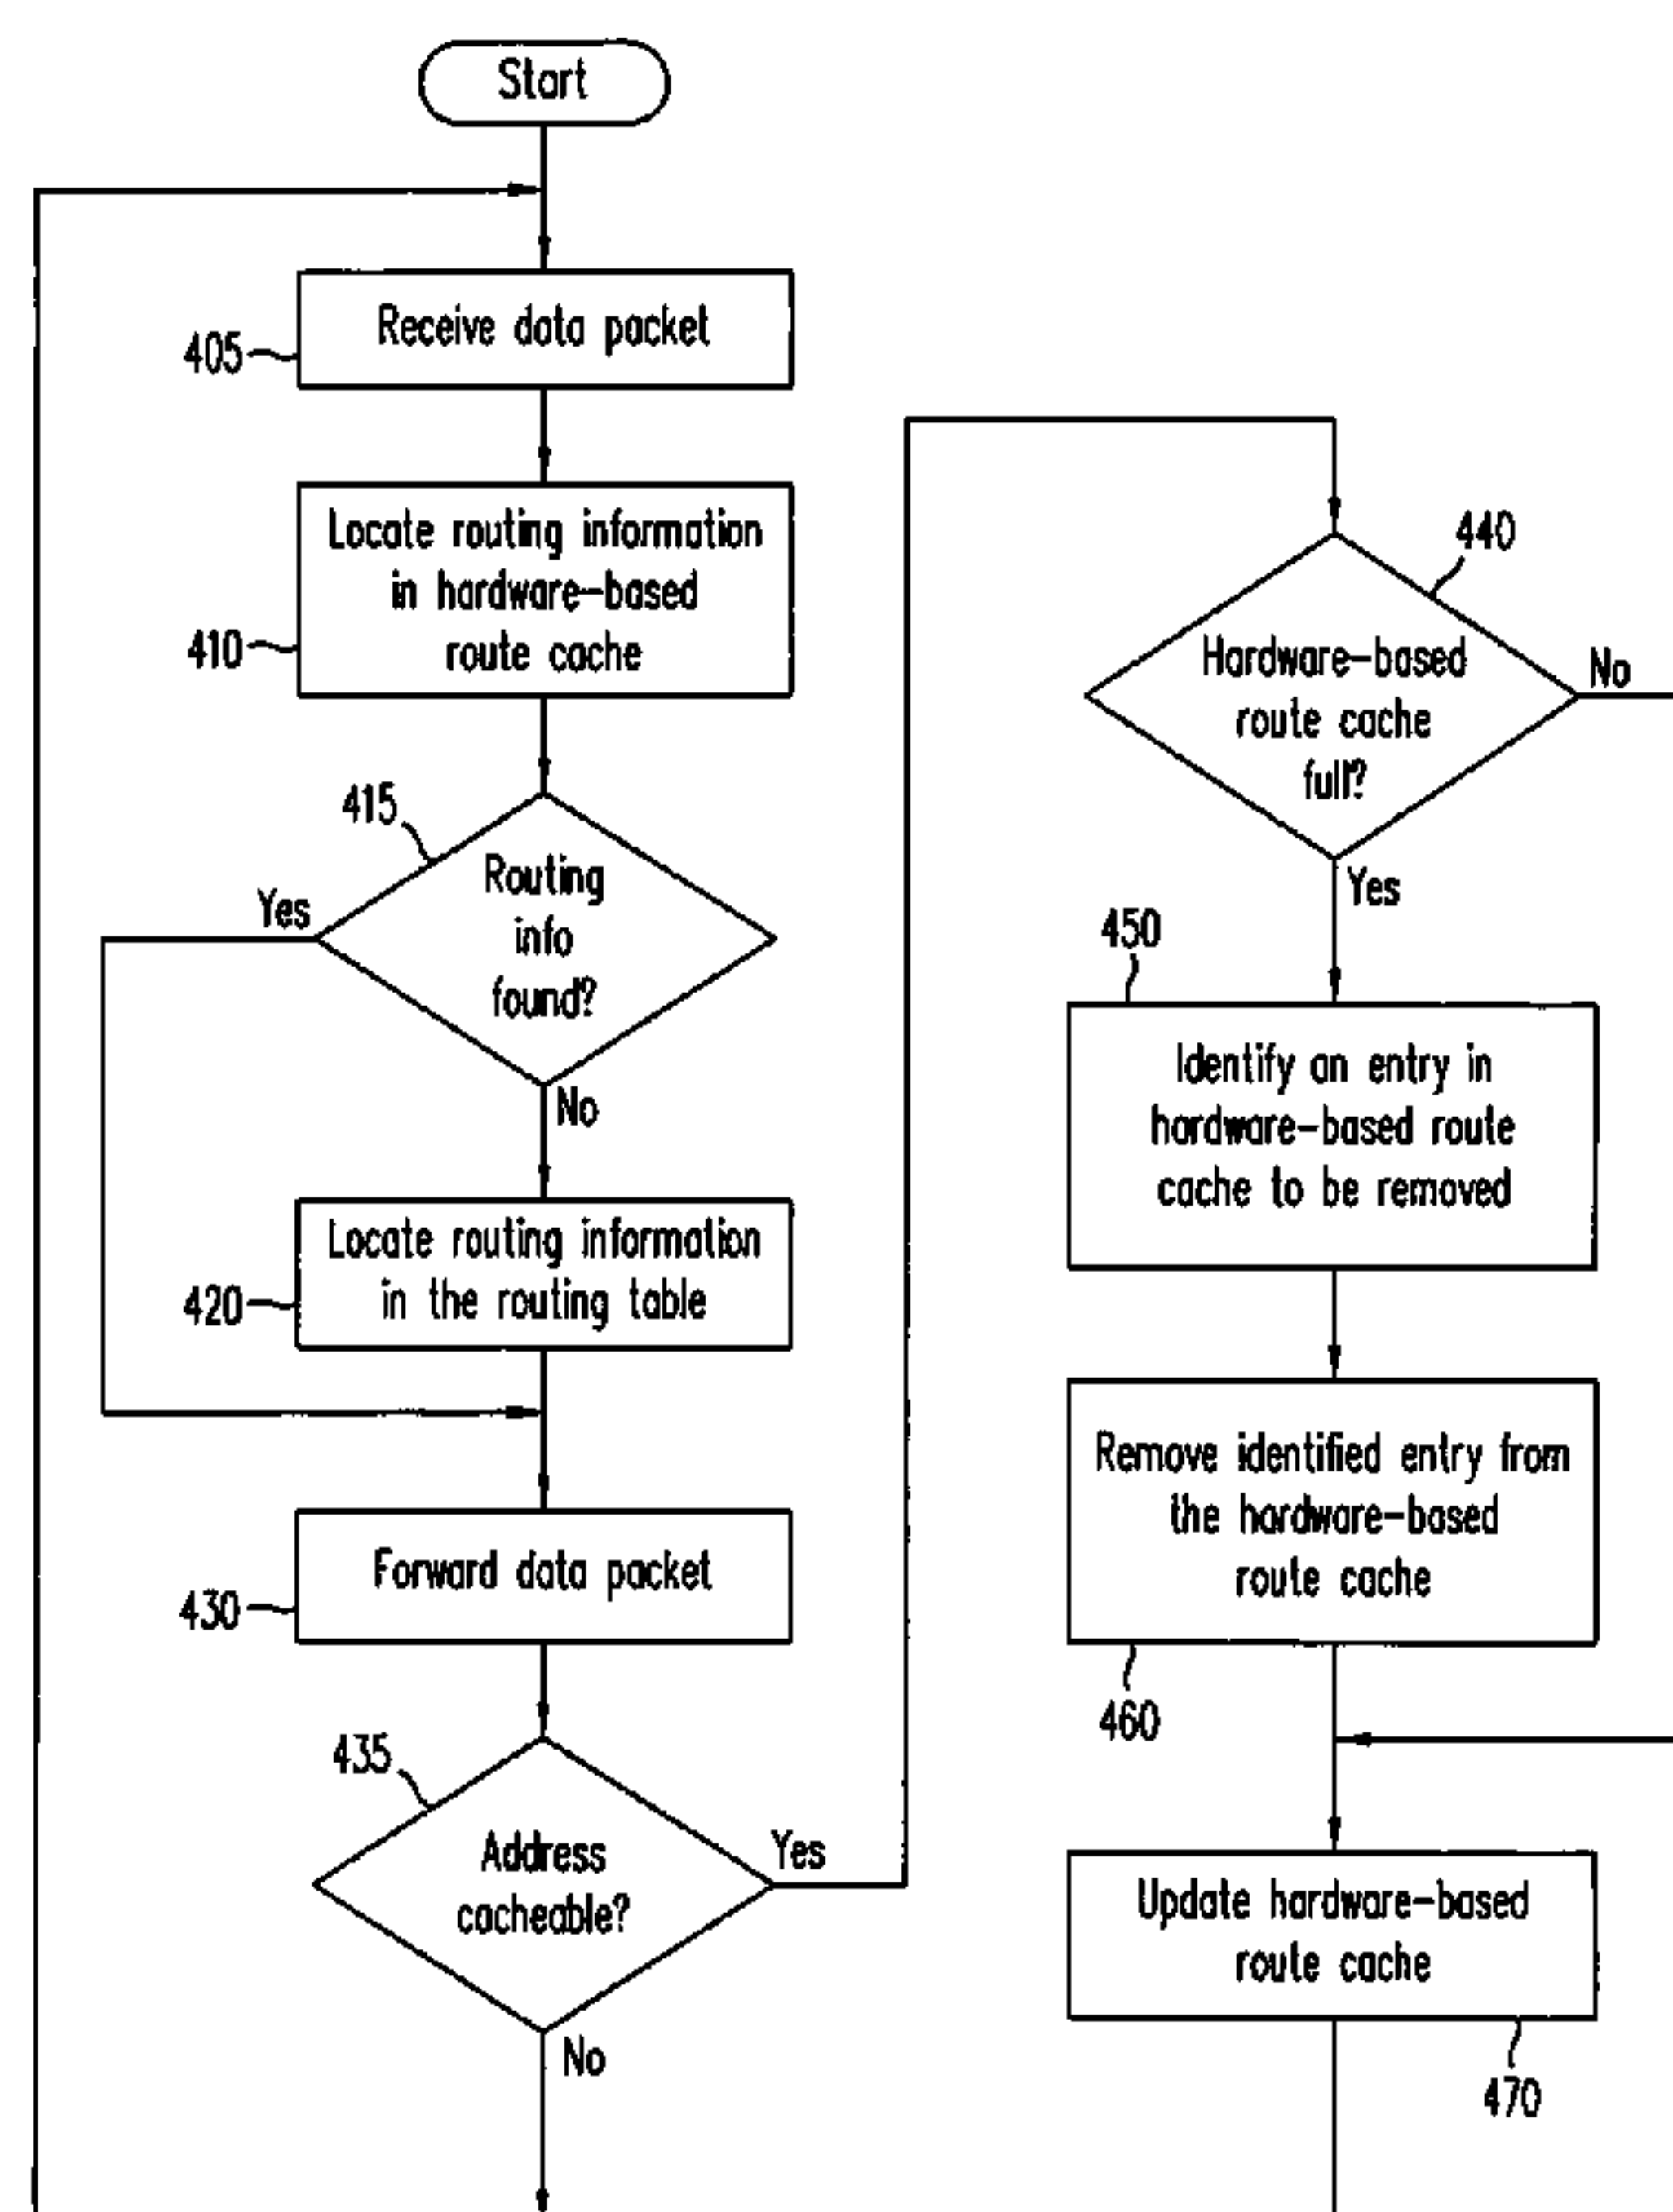 Start
Receive data packet
405
Locate routing information
in hardware-based
route cache
410
415
Routing
info
found?
Yes
No
Locate routing information
in the routing table
420
Forward data packet
430
435
Address
cacheable?
Yes
No
440
Hardware-based
route cache
full?
No
Yes
450
Identify an entry in
hardware-based route
cache to be removed
Remove identified entry from
the hardware-based
route cache
460
Update hardware-based
route cache
470